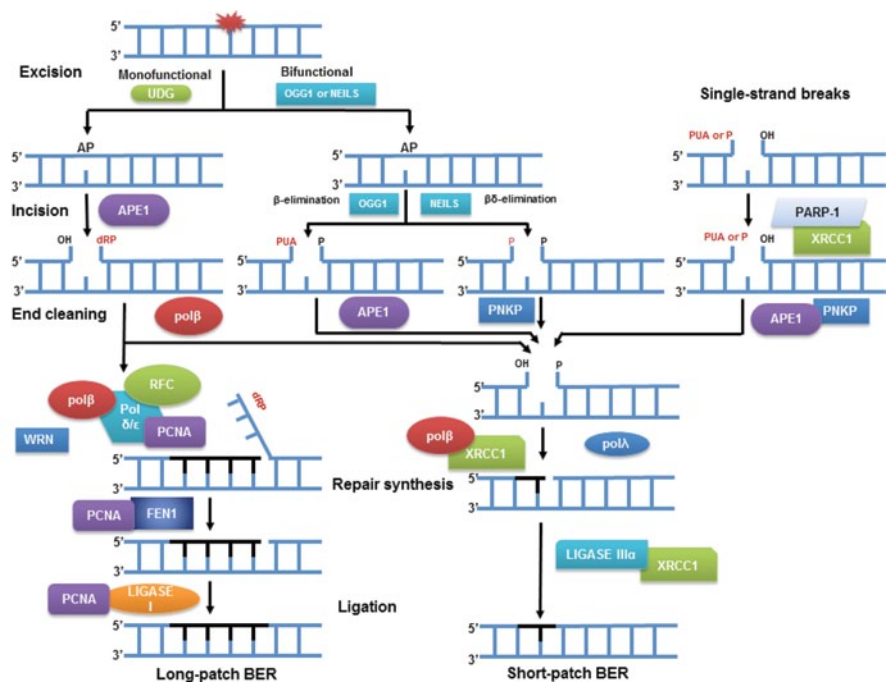 5’
3’
Excision
Monofunctional
UDG
Bifunctional
OGG1 or NEILS
Single-strand breaks
AP
5’
3’
AP
5’
3’
PUA or P
OH
5’
3’
Incision
APE1
β-elimination
OGG1
NEILS
βδ-elimination
PARP-1
XRCC1
OH
dRP
5’
3’
PUA
P
5’
3’
P
P
5’
3’
PUA or P
OH
5’
3’
End cleaning
polβ
APE1
PNKP
APE1
PNKP
polβ
RFC
Pol
δ/ε
PCNA
WRN
dRP
5’
3’
OH
P
5’
3’
polβ
XRCC1
polλ
Repair synthesis
5’
3’
PCNA
FEN1
5’
3’
LIGASE IIIα
XRCC1
PCNA
LIGASE
I
Ligation
5’
3’
5’
3’
Long-patch BER
Short-patch BER